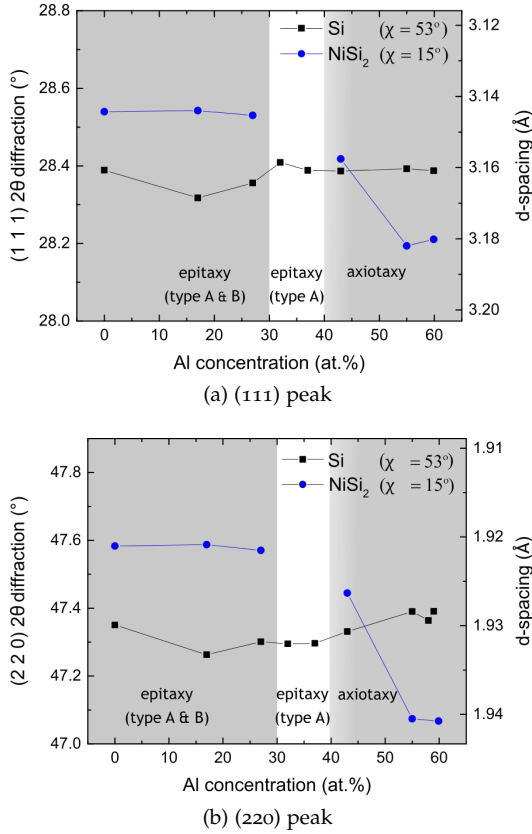 28.8
28.6
28.4
28.2
28.0
(1 1 1) 2θ diffraction (°)
Si (χ = 53°)
NiSi₂ (χ = 15°)
3.12
3.14
3.16
3.18
3.20
d-spacing (Å)
epitaxy
(type A & B)
epitaxy
(type A)
axiotaxy
0 10 20 30 40 50 60
Al concentration (at.%)
(a) (111) peak
47.8
47.6
47.4
47.2
47.0
(2 2 0) 2θ diffraction (°)
Si (χ = 53°)
NiSi₂ (χ = 15°)
1.91
1.92
1.93
1.94
d-spacing (Å)
epitaxy
(type A & B)
epitaxy
(type A)
axiotaxy
0 10 20 30 40 50 60
Al concentration (at.%)
(b) (220) peak